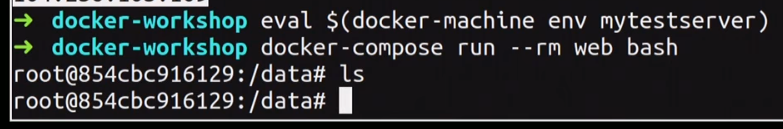 ➜ docker-workshop eval $(docker-machine env mytestserver)
➜ docker-workshop docker-compose run --rm web bash
root@854cbc916129:/data# ls
root@854cbc916129:/data#